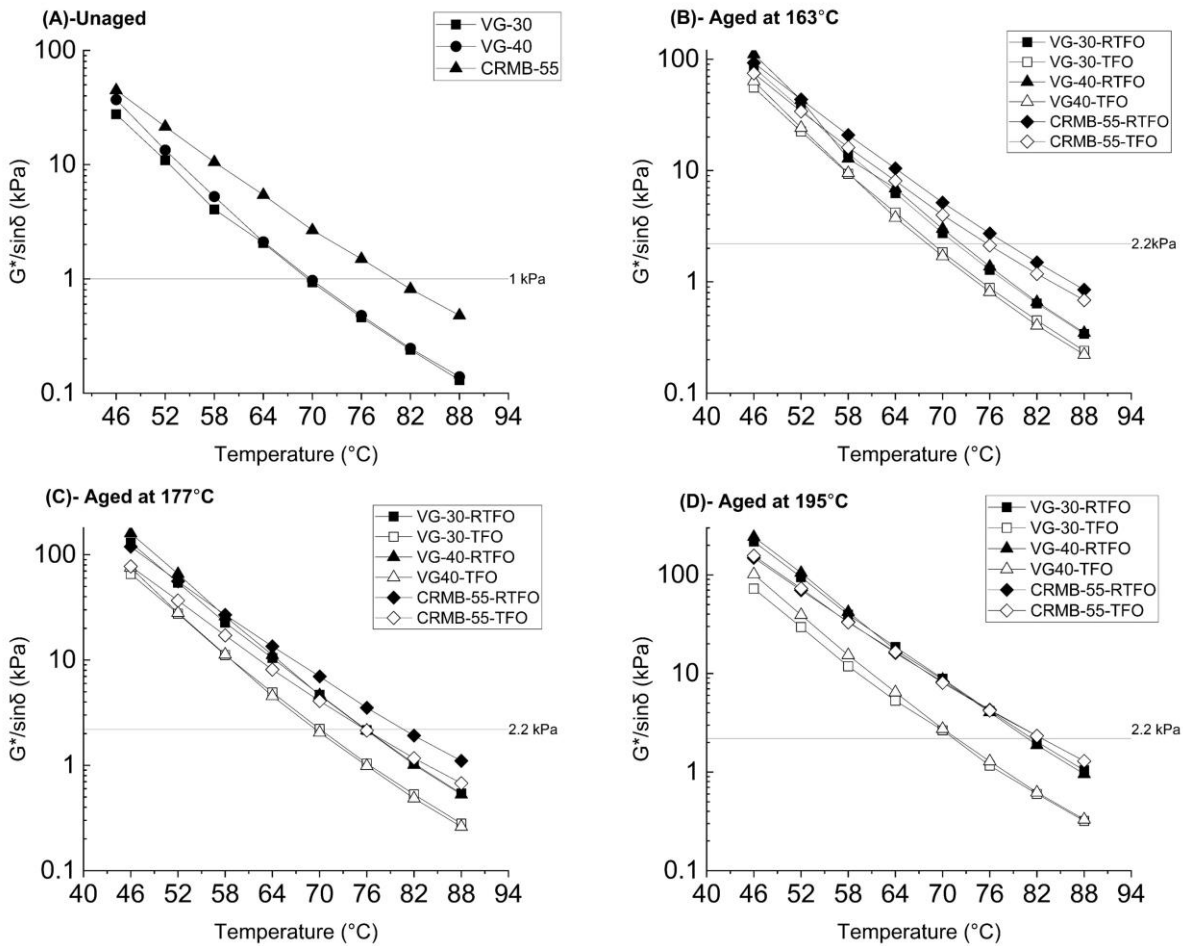 (A)-Unaged
VG-30
VG-40
CRMB-55
100
10
1
0.1
G*/sinδ (kPa)
1 kPa
46 52 58 64 70 76 82 88 94
Temperature (°C)
(B)- Aged at 163°C
VG-30-RTFO
VG-30-TFO
VG-40-RTFO
VG40-TFO
CRMB-55-RTFO
CRMB-55-TFO
100
10
1
0.1
G*/sinδ (kPa)
2.2kPa
40 46 52 58 64 70 76 82 88 94
Temperature (°C)
(C)- Aged at 177°C
VG-30-RTFO
VG-30-TFO
VG-40-RTFO
VG40-TFO
CRMB-55-RTFO
CRMB-55-TFO
100
10
1
0.1
G*/sinδ (kPa)
2.2 kPa
40 46 52 58 64 70 76 82 88 94
Temperature (°C)
(D)- Aged at 195°C
VG-30-RTFO
VG-30-TFO
VG-40-RTFO
VG40-TFO
CRMB-55-RTFO
CRMB-55-TFO
100
10
1
0.1
G*/sinδ (kPa)
2.2 kPa
40 46 52 58 64 70 76 82 88 94
Temperature (°C)